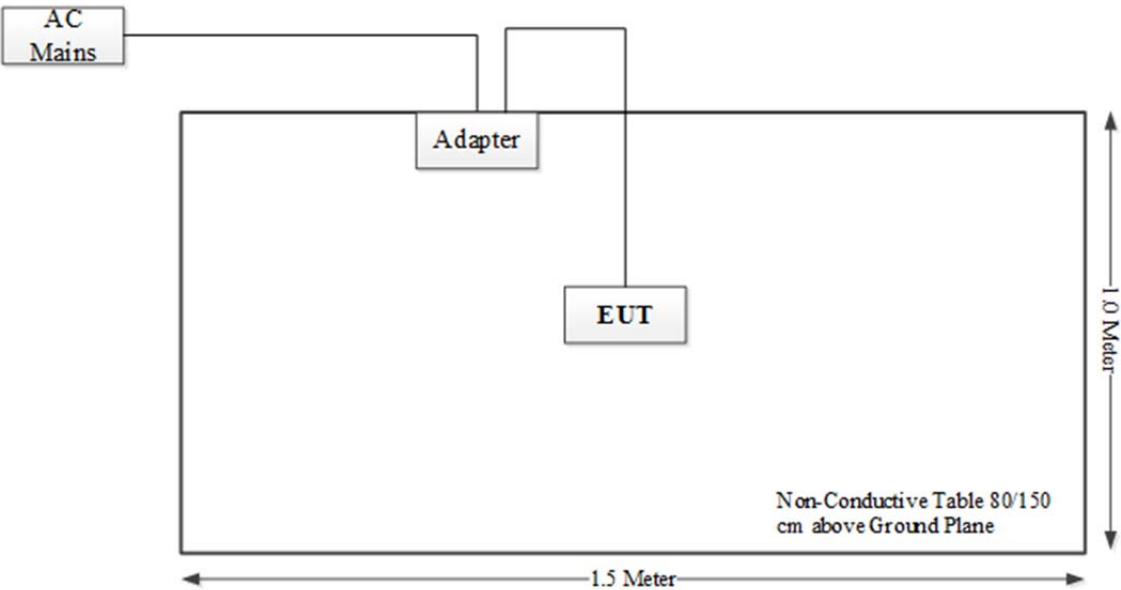 AC
Mains
Adapter
EUT
1.0 Meter
Non-Conductive Table 80/150
cm above Ground Plane
1.5 Meter